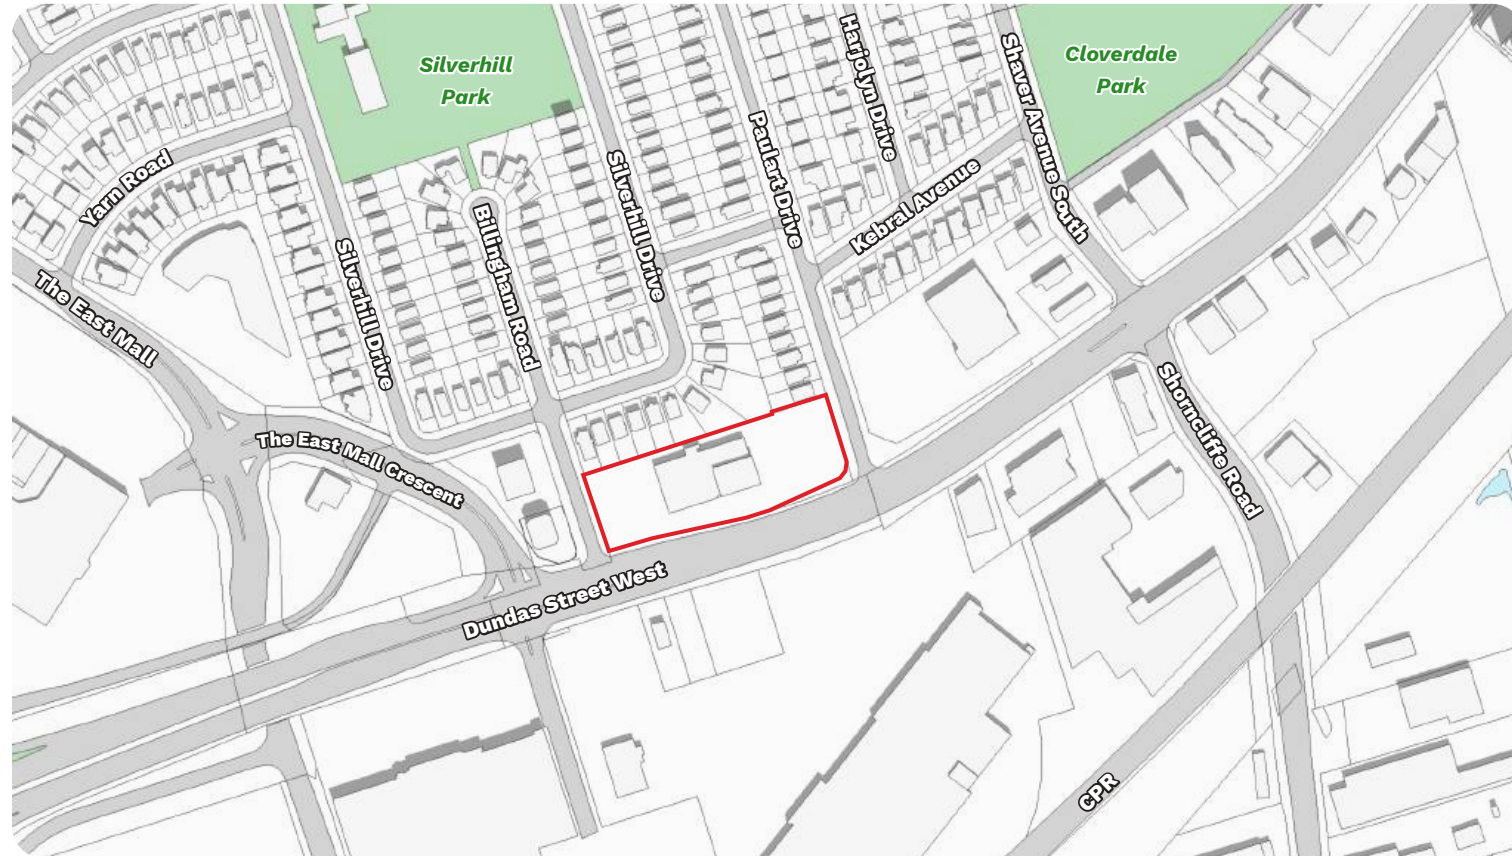 Silverhill
Park
Cloverdale
Park
Harjolyn Drive
Shaver Avenue South
Paulart Drive
Yarn Road
Silverhill Drive
Kebral Avenue
Billingham Road
Silverhill Drive
The East Mall
The East Mall Crescent
Shorncliffe Road
Dundas Street West
CPR